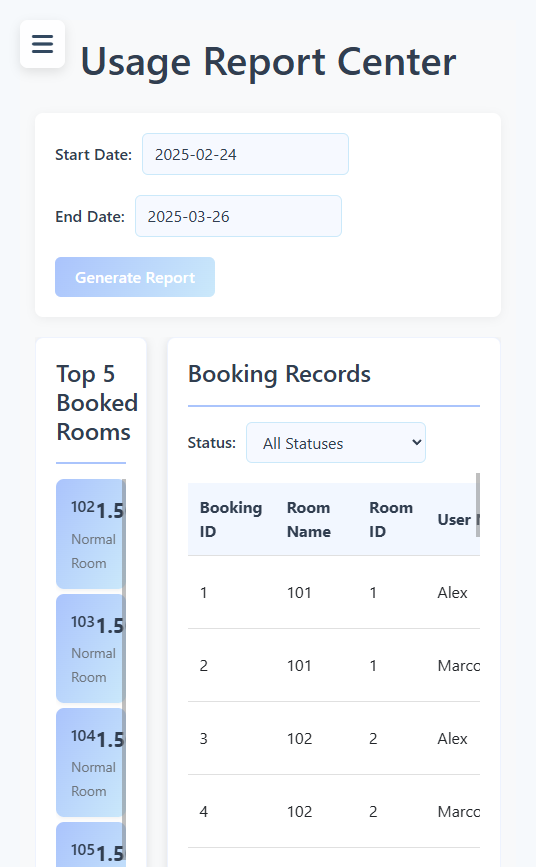 Usage Report Center
Start Date: 2025-02-24
End Date: 2025-03-26
Generate Report
Top 5
Booked
Rooms
102 1.5
Normal
Room
103 1.5
Normal
Room
104 1.5
Normal
Room
105 1.5
Booking Records
Status: All Statuses
Booking ID Room Name Room ID User
1 101 1 Alex
2 101 1 Marco
3 102 2 Alex
4 102 2 Marco